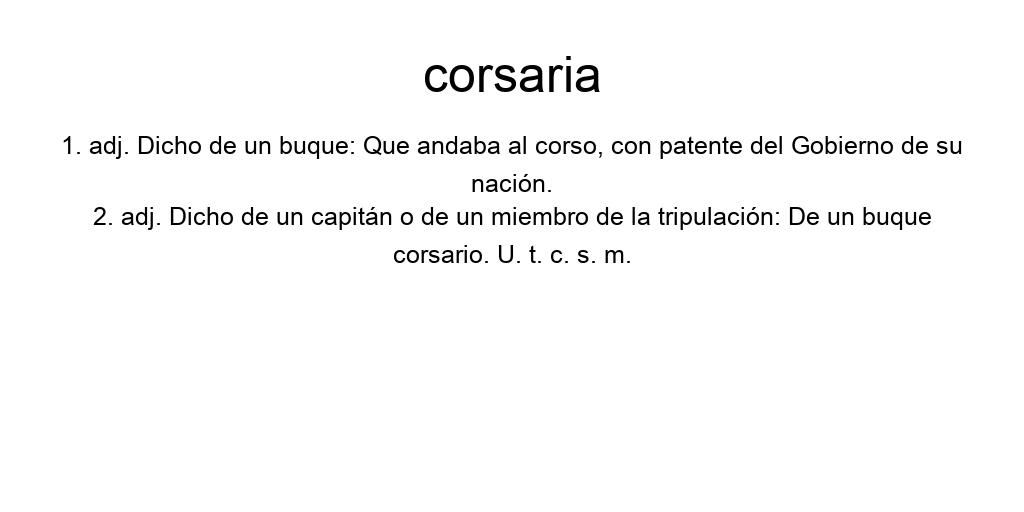 corsaria
1. adj. Dicho de un buque: Que andaba al corso, con patente del Gobierno de su
nación.
2. adj. Dicho de un capitán o de un miembro de la tripulación: De un buque
corsario. U. t. c. s. m.